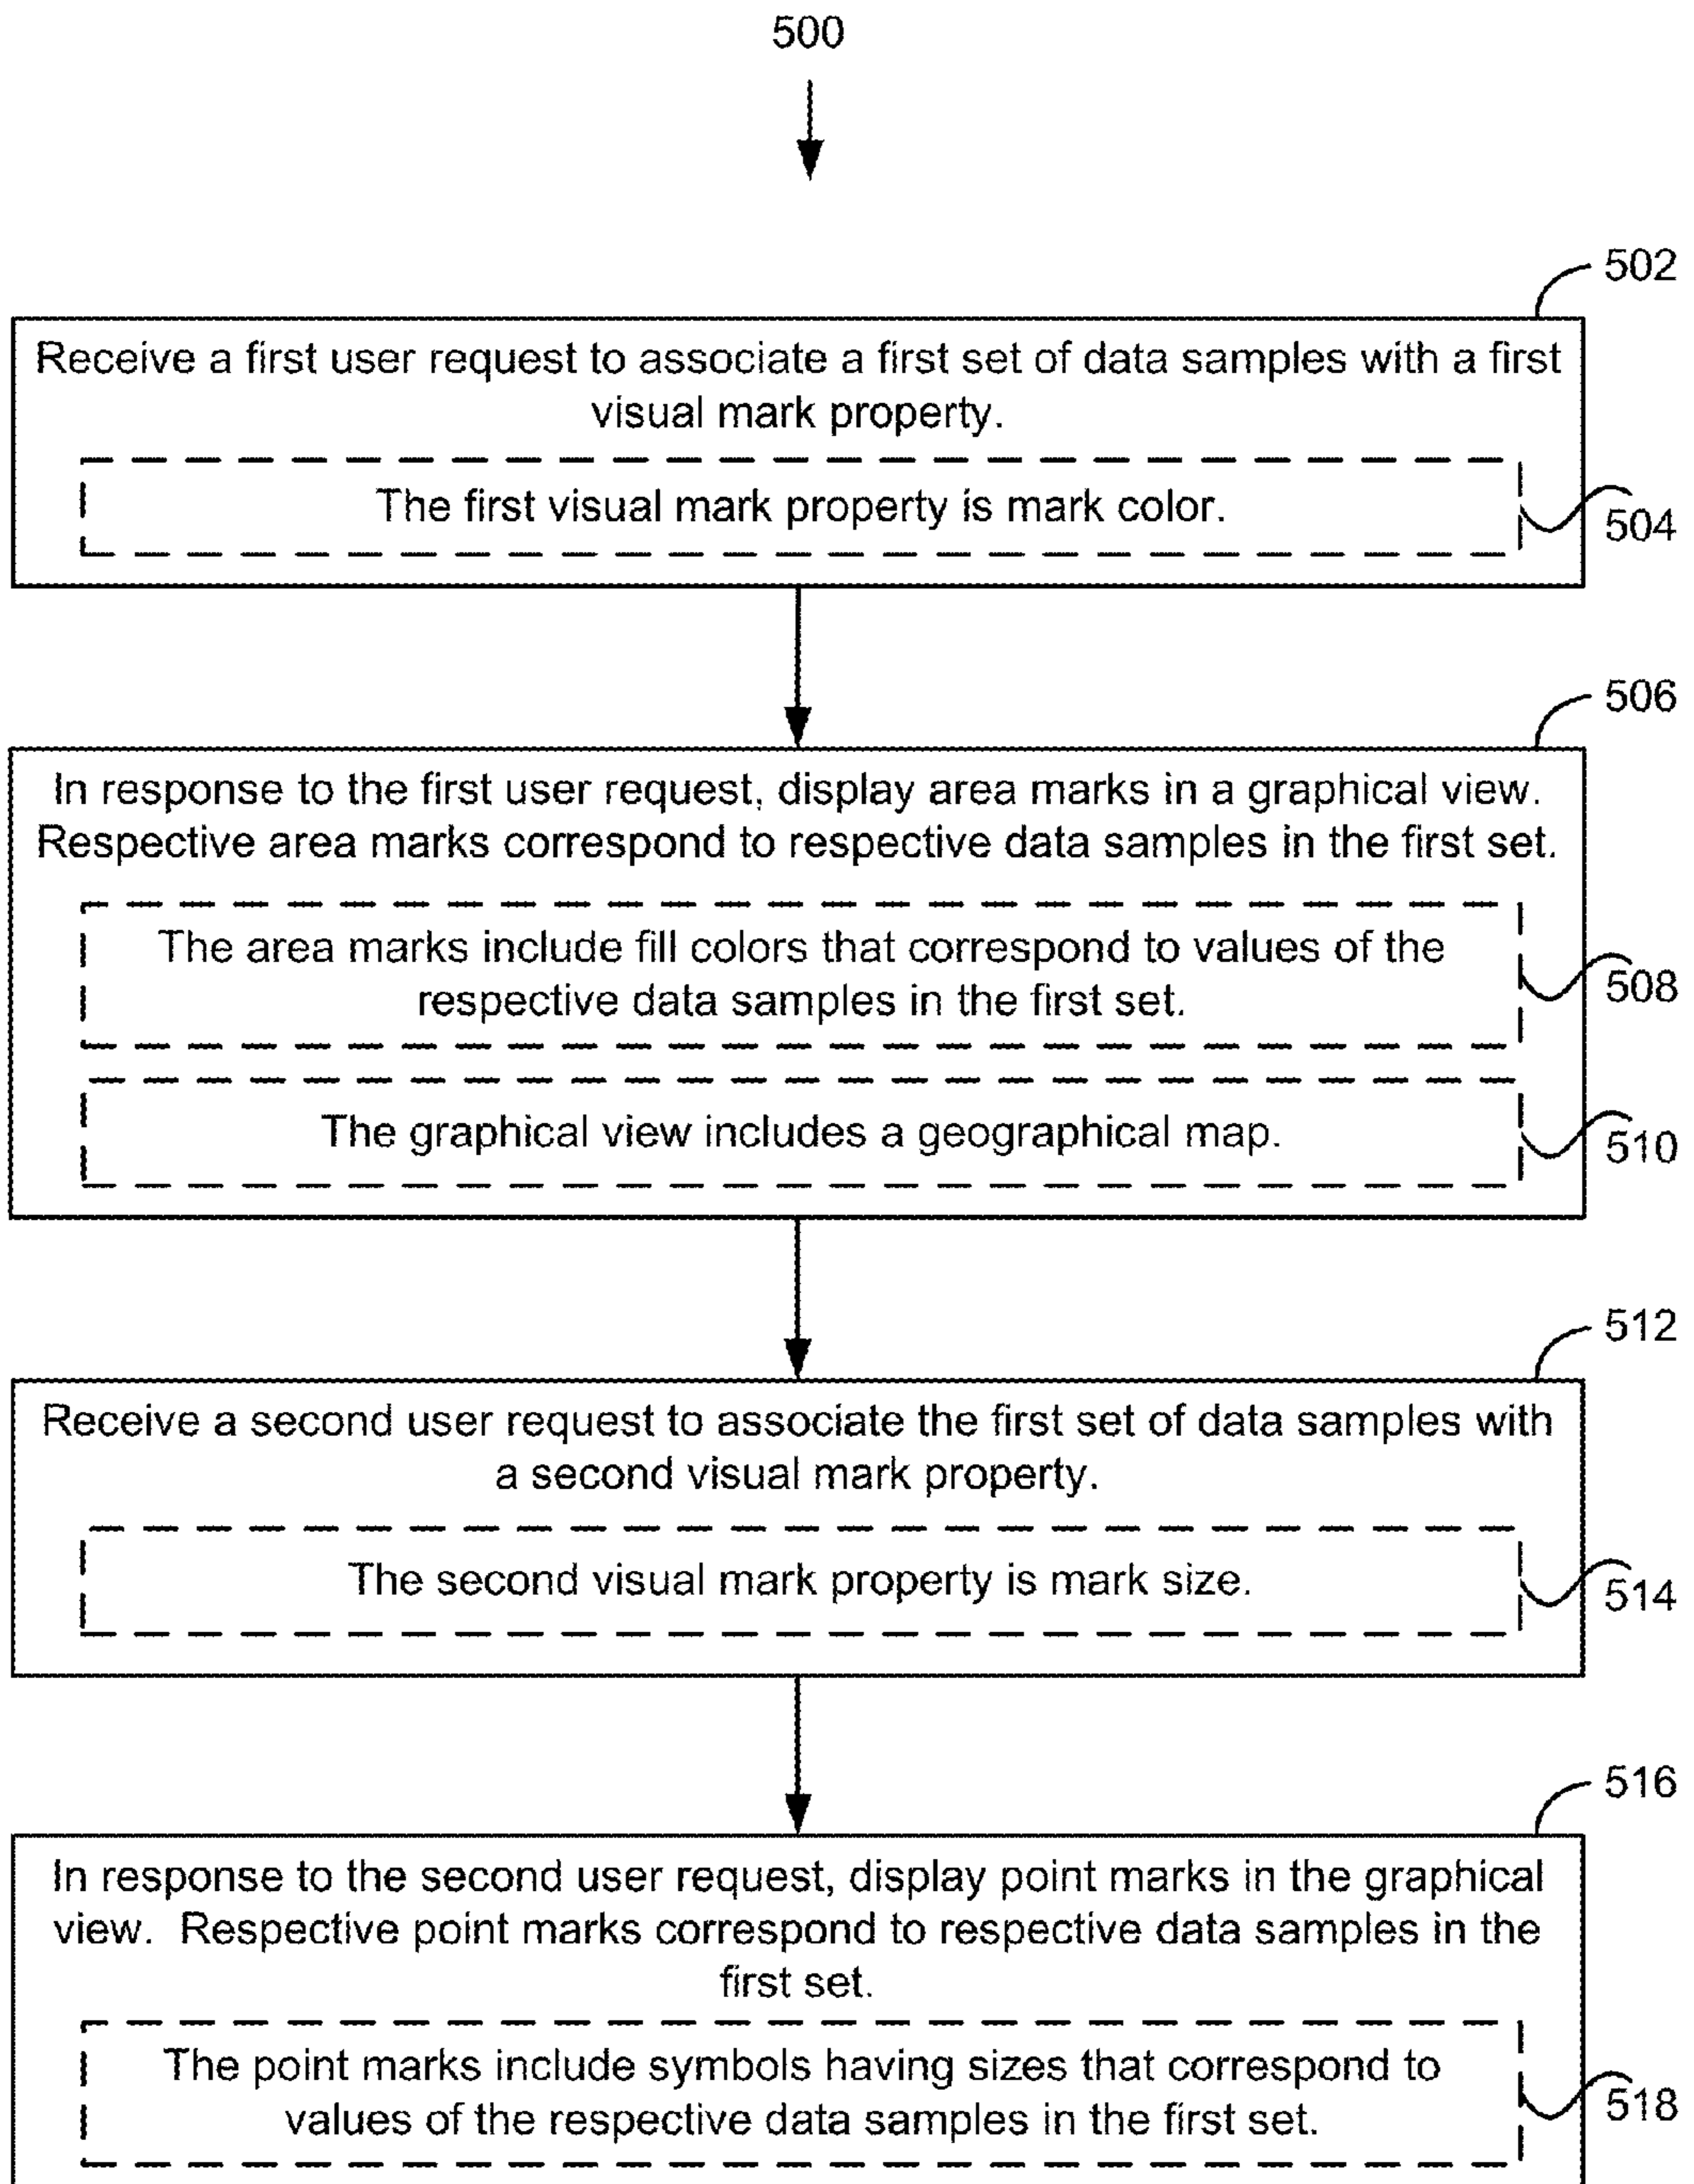 500
502
Receive a first user request to associate a first set of data samples with a first
visual mark property.
The first visual mark property is mark color.
504
506
In response to the first user request, display area marks in a graphical view.
Respective area marks correspond to respective data samples in the first set.
The area marks include fill colors that correspond to values of the
respective data samples in the first set.
508
The graphical view includes a geographical map.
510
512
Receive a second user request to associate the first set of data samples with
a second visual mark property.
The second visual mark property is mark size.
514
516
In response to the second user request, display point marks in the graphical
view. Respective point marks correspond to respective data samples in the
first set.
The point marks include symbols having sizes that correspond to
values of the respective data samples in the first set.
518